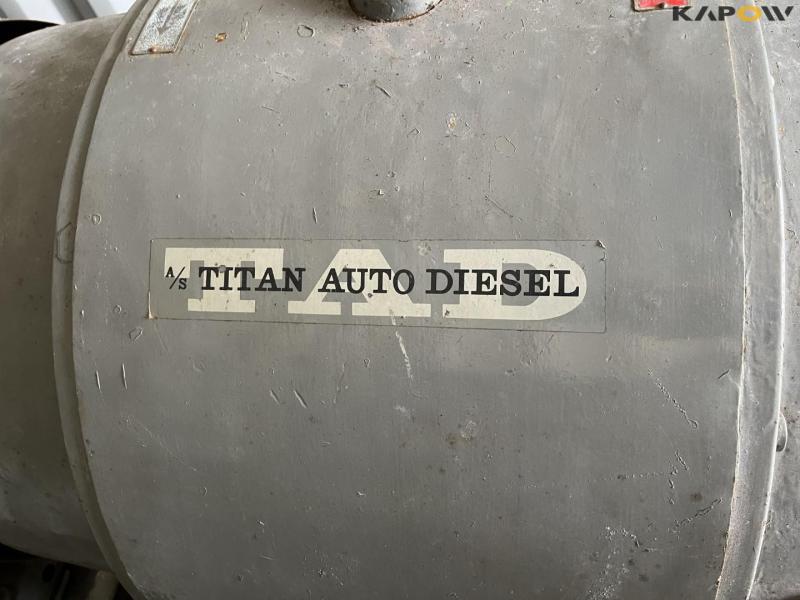 KAPOW
A/S TITAN AUTO DIESEL
TAD